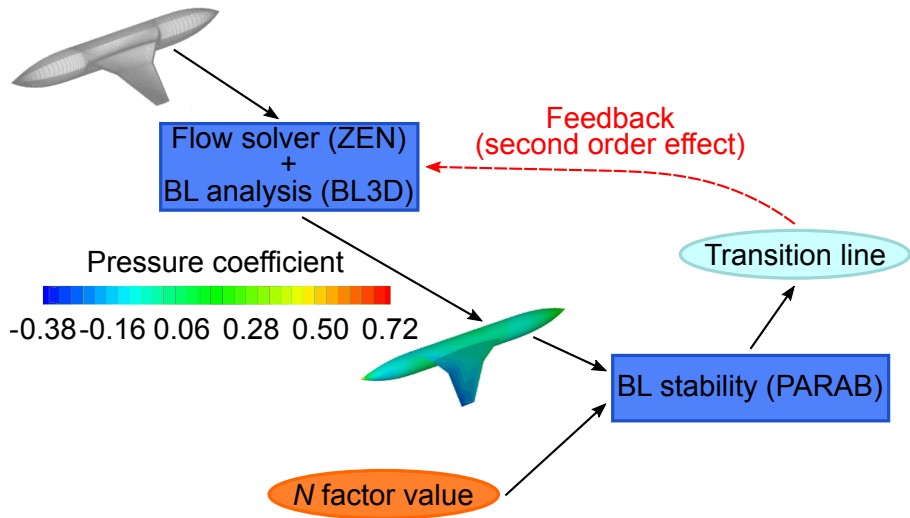 Flow solver (ZEN)
+
BL analysis (BL3D)
Feedback
(second order effect)
Transition line
Pressure coefficient
-0.38 -0.16 0.06 0.28 0.50 0.72
BL stability (PARAB)
N factor value